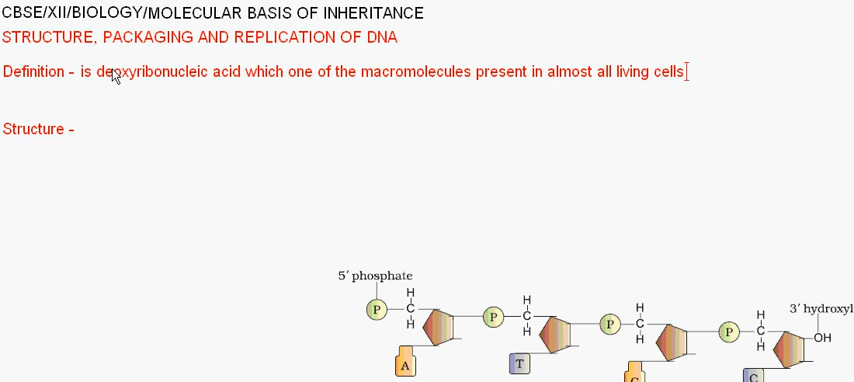 CBSE/XII/BIOLOGY/MOLECULAR BASIS OF INHERITANCE
STRUCTURE, PACKAGING AND REPLICATION OF DNA
Definition - is deoxyribonucleic acid which one of the macromolecules present in almost all living cells
Structure -
5′ phosphate
3′ hydroxyl
H H H H
P C P C P C P C OH
H H H H
A T G C